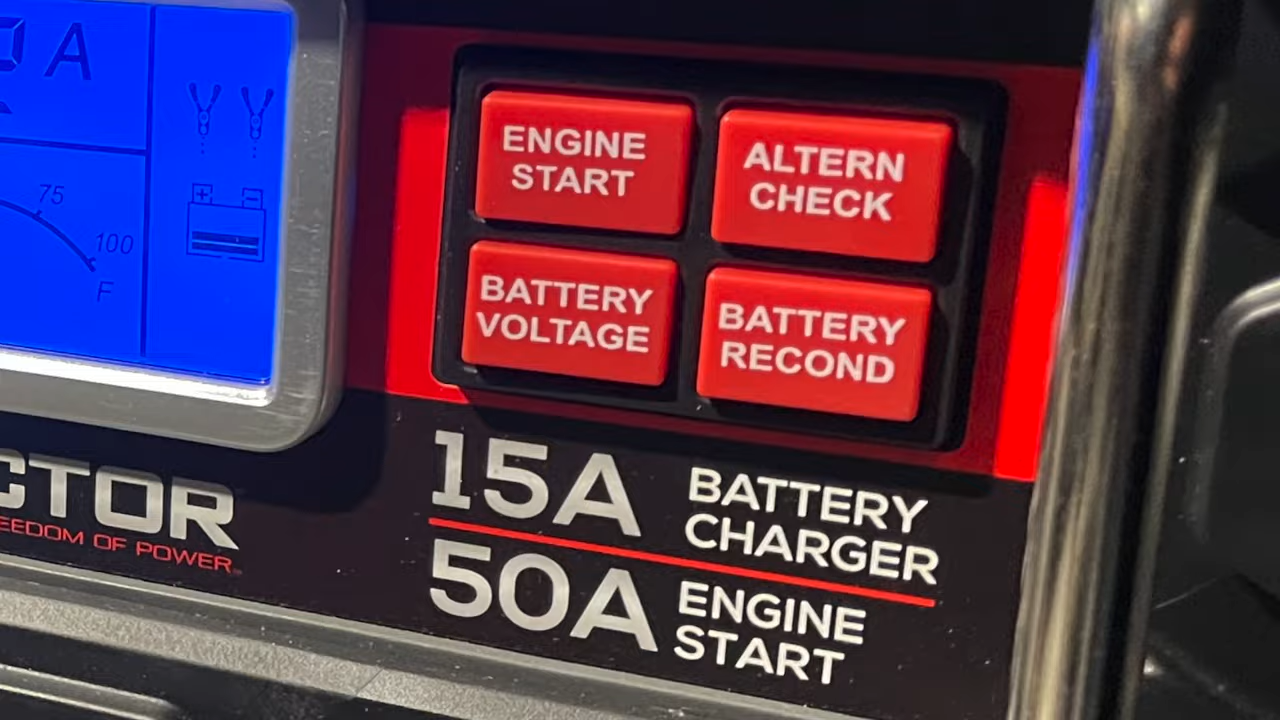 A
75
100
F
+ −
ENGINE
START
ALTERN
CHECK
BATTERY
VOLTAGE
BATTERY
RECOND
CTOR
EEDOM OF POWER™
15A BATTERY
CHARGER
50A ENGINE
START